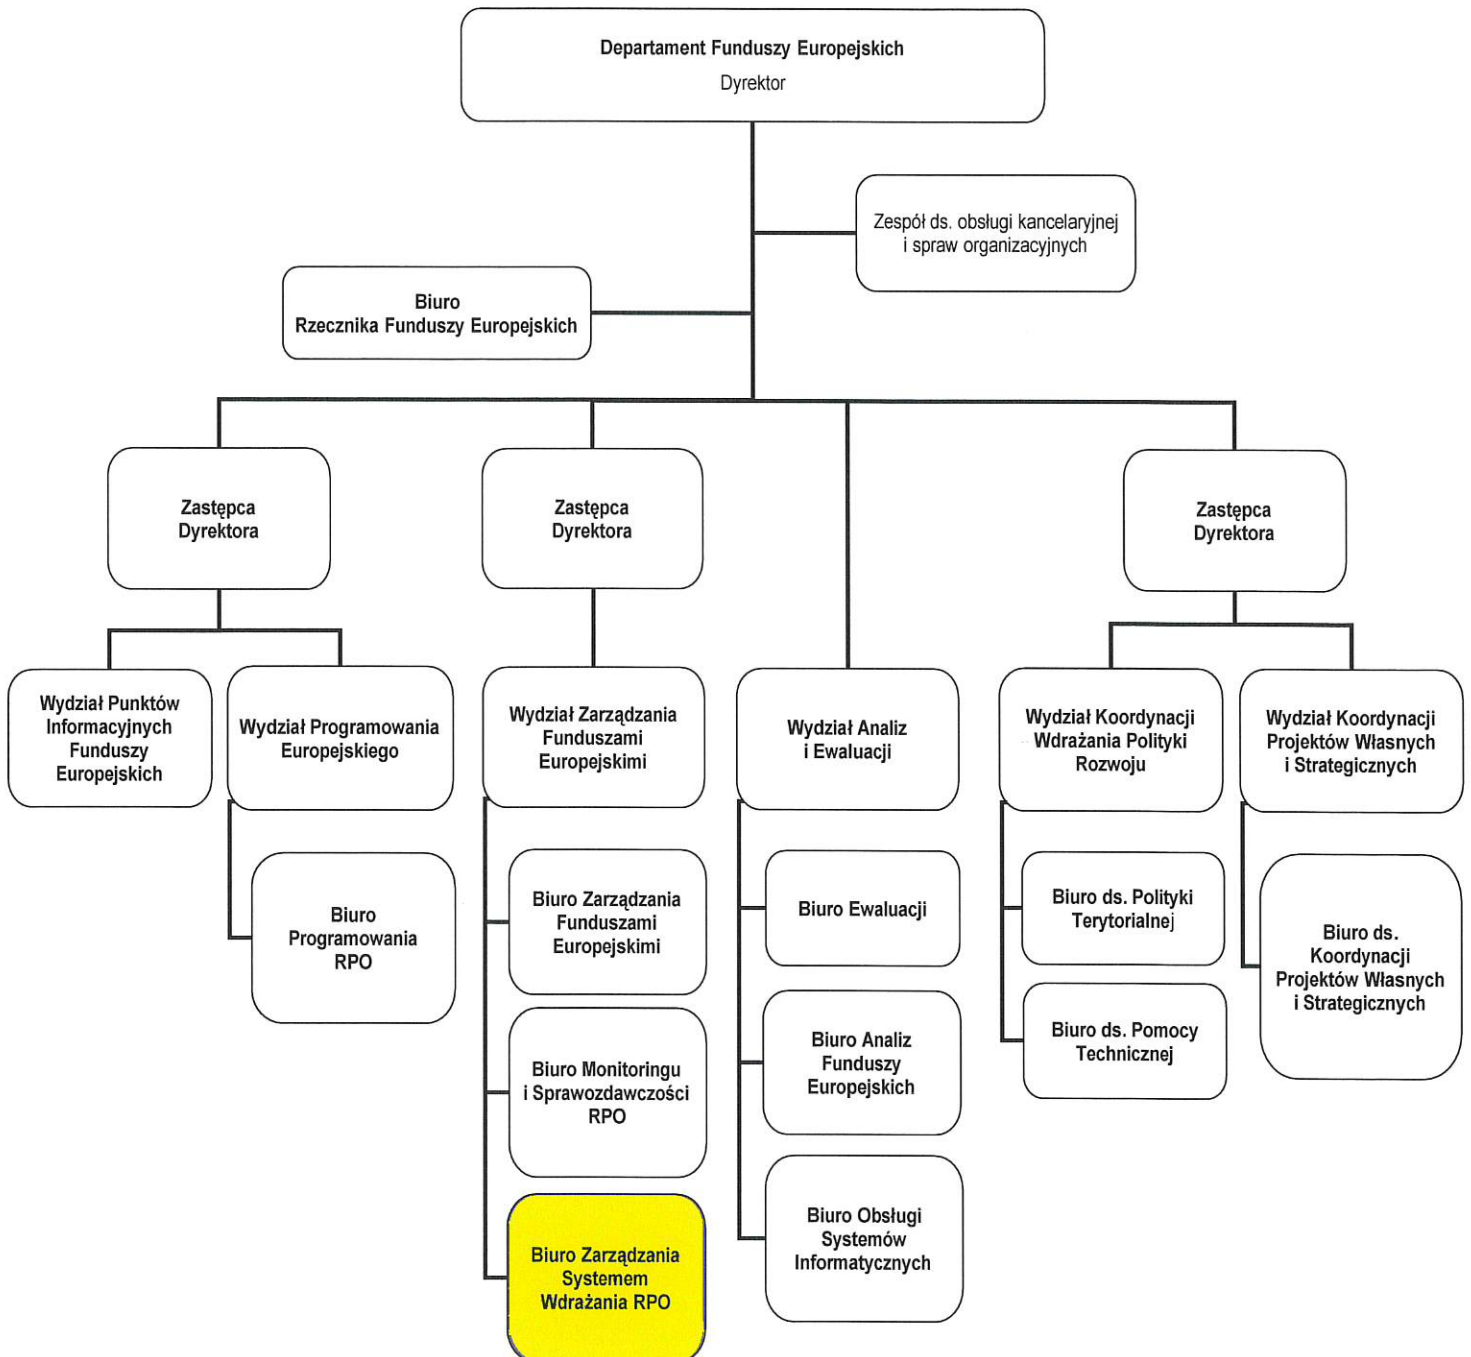 Departament Funduszy Europejskich
Dyrektor
Zespół ds. obsługi kancelaryjnej
i spraw organizacyjnych
Biuro
Rzecznika Funduszy Europejskich
Zastępca
Dyrektora
Zastępca
Dyrektora
Zastępca
Dyrektora
Wydział Punktów
Informacyjnych
Funduszy
Europejskich
Wydział Programowania
Europejskiego
Wydział Zarządzania
Funduszami
Europejskimi
Wydział Analiz
i Ewaluacji
Wydział Koordynacji
Wdrażania Polityki
Rozwoju
Wydział Koordynacji
Projektów Własnych
i Strategicznych
Biuro
Programowania
RPO
Biuro Zarządzania
Funduszami
Europejskimi
Biuro Ewaluacji
Biuro ds. Polityki
Terytorialnej
Biuro ds.
Koordynacji
Projektów Własnych
i Strategicznych
Biuro Monitoringu
i Sprawozdawczości
RPO
Biuro Analiz
Funduszy
Europejskich
Biuro ds. Pomocy
Technicznej
Biuro Zarządzania
Systemem
Wdrażania RPO
Biuro Obsługi
Systemów
Informatycznych